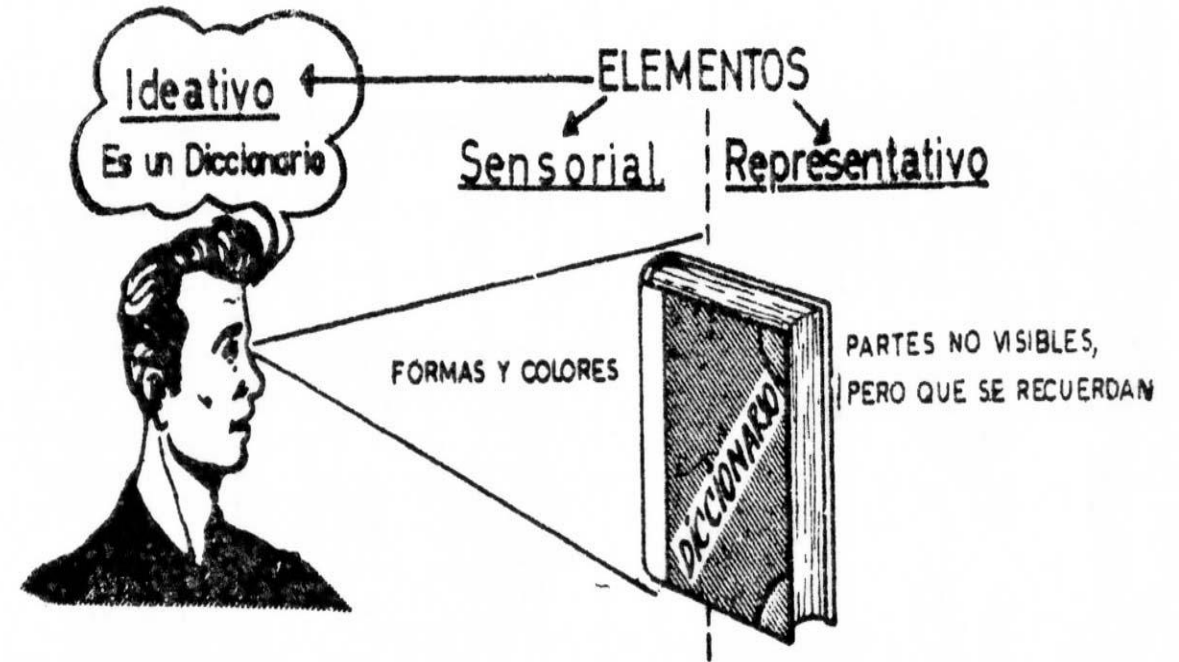 ELEMENTOS
Ideativo
Es un Diccionario
Sensorial
Representativo
FORMAS Y COLORES
DICCIONARIO
PARTES NO VISIBLES,
PERO QUE SE RECUERDAN